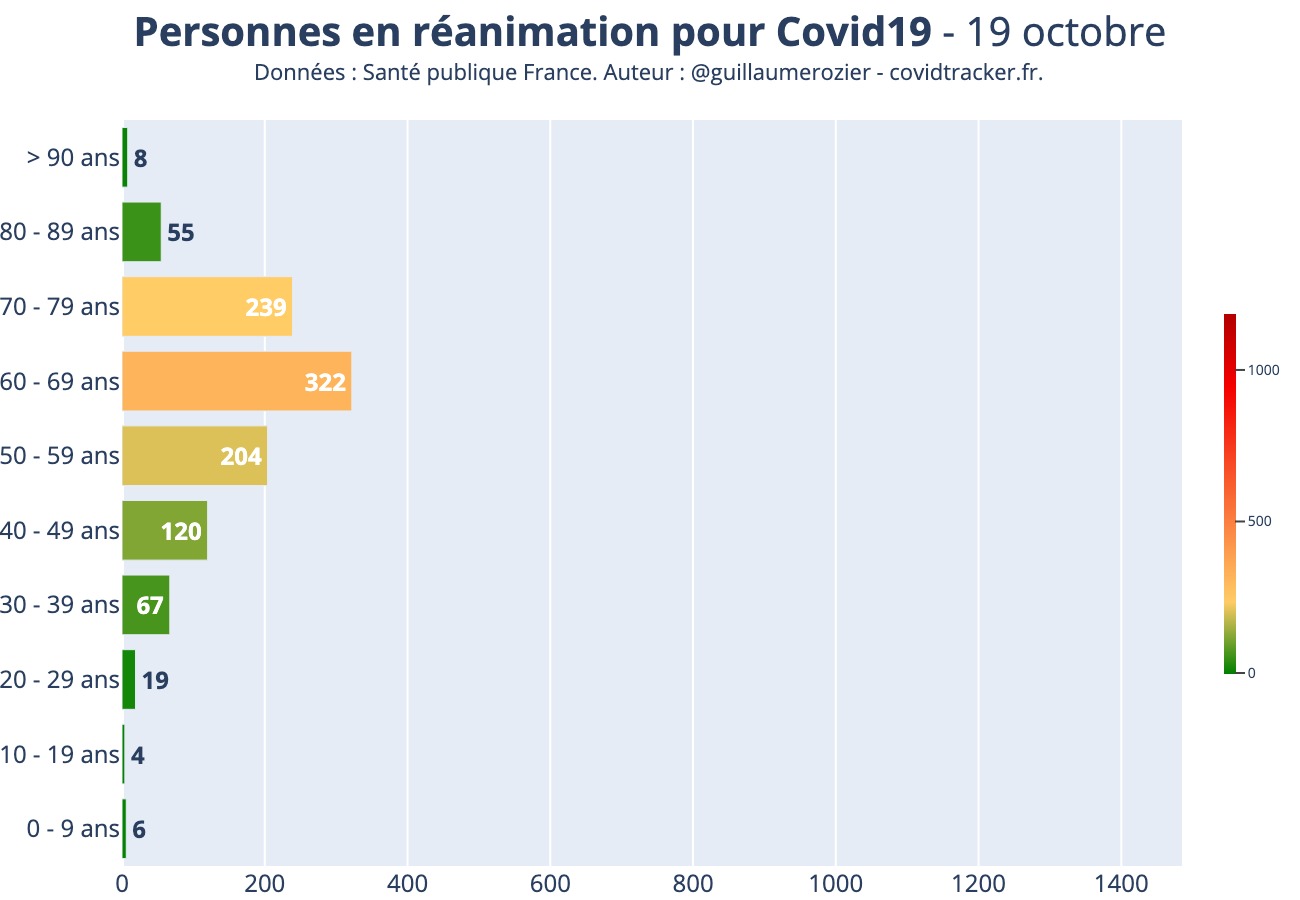 Personnes en réanimation pour Covid19 - 19 octobre
Données : Santé publique France. Auteur : @guillaumerozier - covidtracker.fr.
> 90 ans 8
80 - 89 ans 55
70 - 79 ans 239
60 - 69 ans 322
50 - 59 ans 204
40 - 49 ans 120
30 - 39 ans 67
20 - 29 ans 19
10 - 19 ans 4
0 - 9 ans 6
0 200 400 600 800 1000 1200 1400
1000
500
0